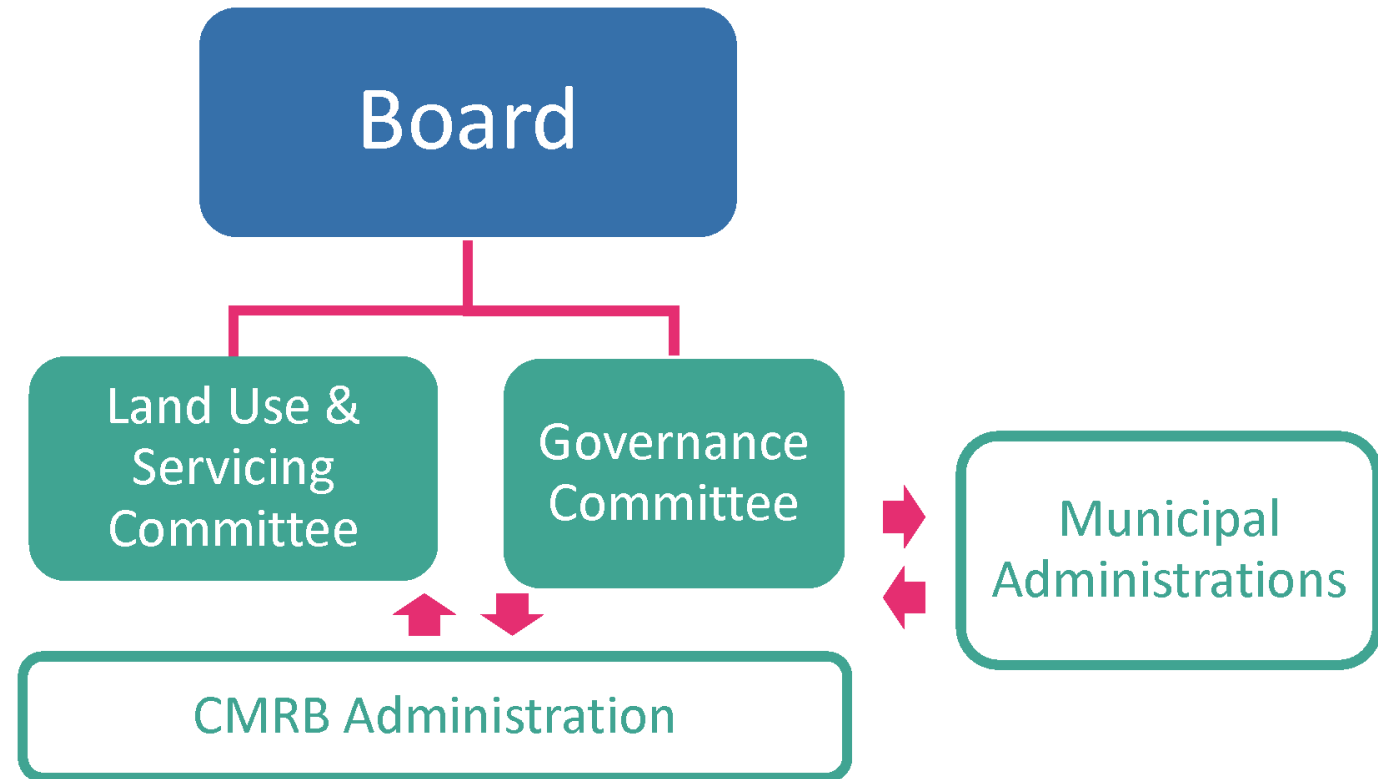 Board
Land Use &
Servicing
Committee
Governance
Committee
Municipal
Administrations
CMRB Administration